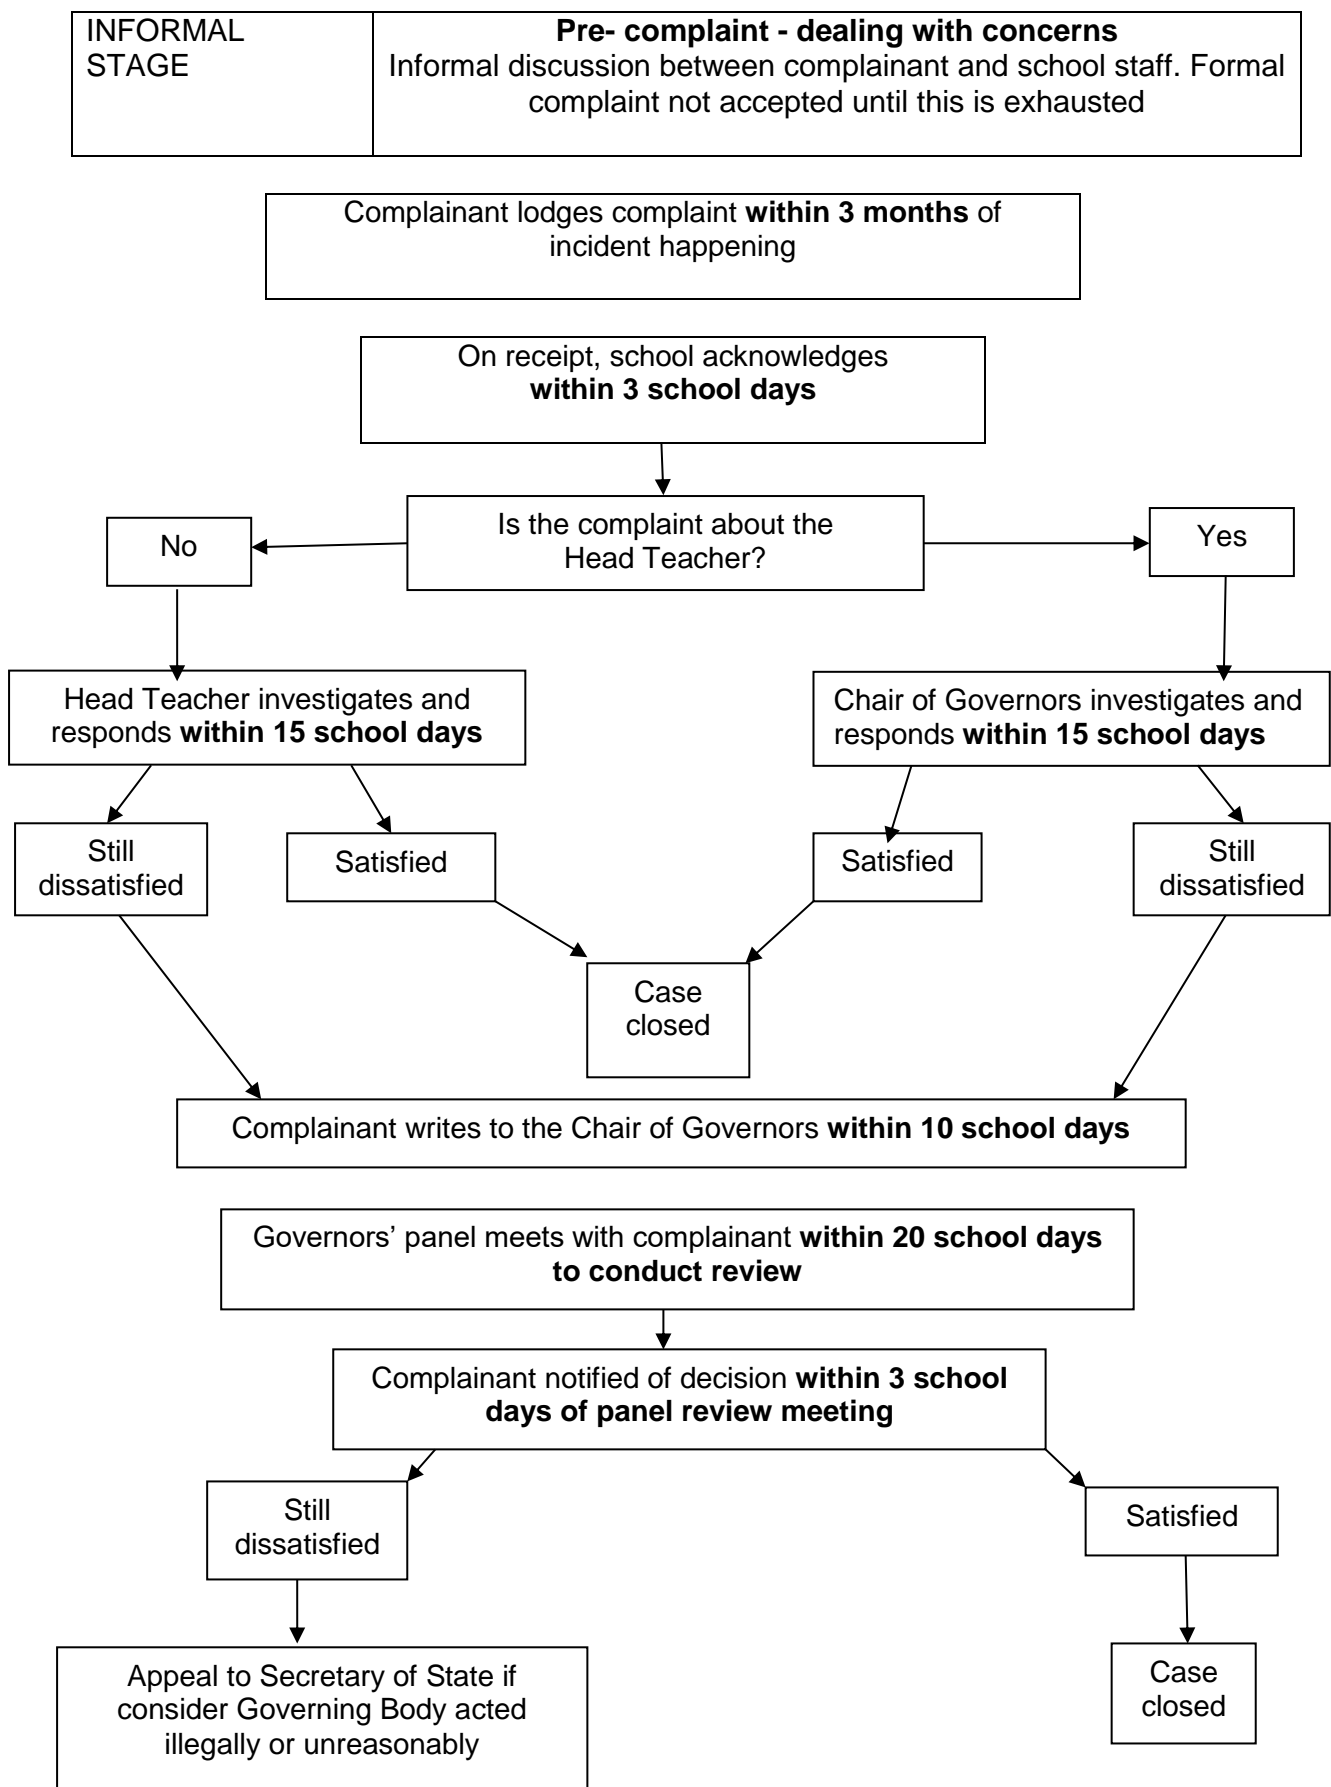 INFORMAL
STAGE
Pre- complaint - dealing with concerns
Informal discussion between complainant and school staff. Formal
complaint not accepted until this is exhausted
Complainant lodges complaint within 3 months of
incident happening
On receipt, school acknowledges
within 3 school days
Is the complaint about the
Head Teacher?
No
Yes
Head Teacher investigates and
responds within 15 school days
Chair of Governors investigates and
responds within 15 school days
Still
dissatisfied
Satisfied
Satisfied
Still
dissatisfied
Case
closed
Complainant writes to the Chair of Governors within 10 school days
Governors’ panel meets with complainant within 20 school days
to conduct review
Complainant notified of decision within 3 school
days of panel review meeting
Still
dissatisfied
Satisfied
Appeal to Secretary of State if
consider Governing Body acted
illegally or unreasonably
Case
closed